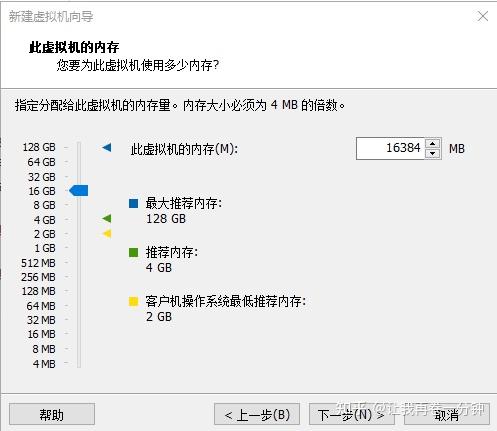 新建虚拟机向导
此虚拟机的内存
您要为此虚拟机使用多少内存?
指定分配给此虚拟机的内存量。内存大小必须为 4 MB 的倍数。
128 GB
64 GB
32 GB
16 GB
8 GB
4 GB
2 GB
1 GB
512 MB
256 MB
128 MB
64 MB
32 MB
16 MB
8 MB
4 MB
此虚拟机的内存(M):
16384 MB
最大推荐内存:
128 GB
推荐内存:
4 GB
客户机操作系统最低推荐内存:
2 GB
帮助
< 上一步(B)
下一步(N) >
取消
知乎 @让我再卷一分钟